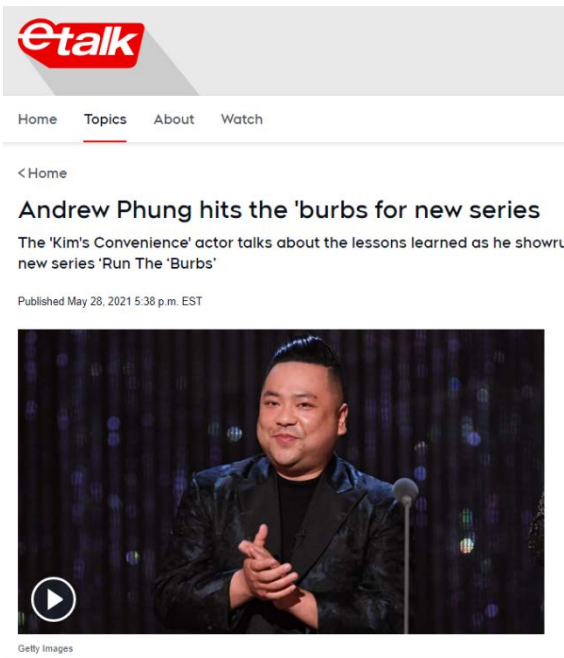 etalk
Home Topics About Watch
< Home
Andrew Phung hits the 'burbs for new series
The 'Kim's Convenience' actor talks about the lessons learned as he showru
new series ‘Run The ‘Burbs’
Published May 28, 2021 5:38 p.m. EST
Getty Images